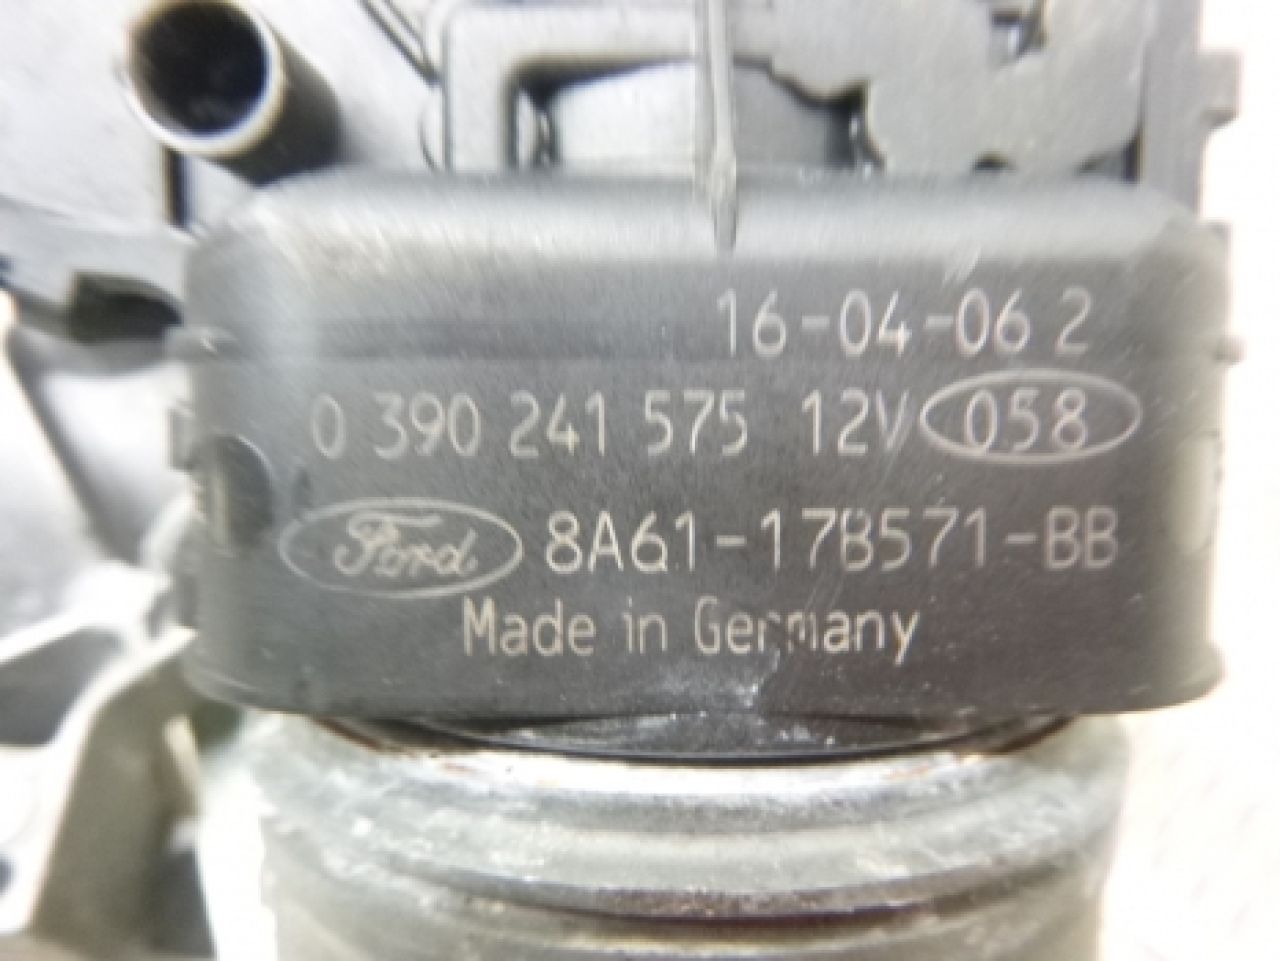 16-04-06 2
0 390 241 575 12V 058
Ford 8A61-17B571-BB
Made in Germany